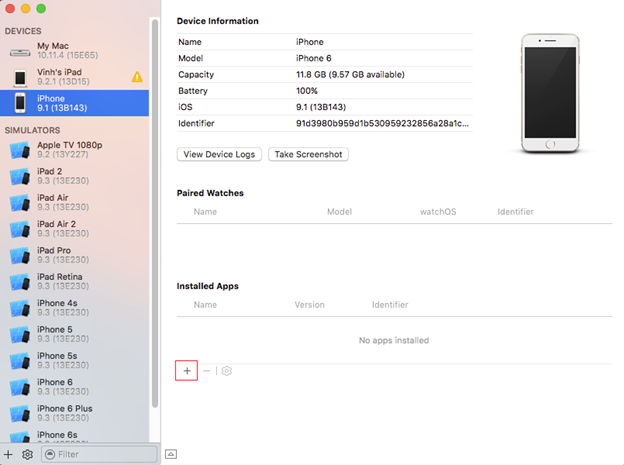 DEVICES
My Mac
10.11.4 (15E65)
Vinh's iPad
9.2.1 (13D15)
iPhone
9.1 (13B143)
SIMULATORS
Apple TV 1080p
9.2 (13Y227)
iPad 2
9.3 (13E230)
iPad Air
9.3 (13E230)
iPad Air 2
9.3 (13E230)
iPad Pro
9.3 (13E230)
iPad Retina
9.3 (13E230)
iPhone 4s
9.3 (13E230)
iPhone 5
9.3 (13E230)
iPhone 5s
9.3 (13E230)
iPhone 6
9.3 (13E230)
iPhone 6 Plus
9.3 (13E230)
iPhone 6s
9.3 (13E230)
Filter
Device Information
Name iPhone
Model iPhone 6
Capacity 11.8 GB (9.57 GB available)
Battery 100%
iOS 9.1 (13B143)
Identifier 91d3980b959d1b530959232856a28a1c...
View Device Logs Take Screenshot
Paired Watches
Name Model watchOS Identifier
Installed Apps
Name Version Identifier
No apps installed